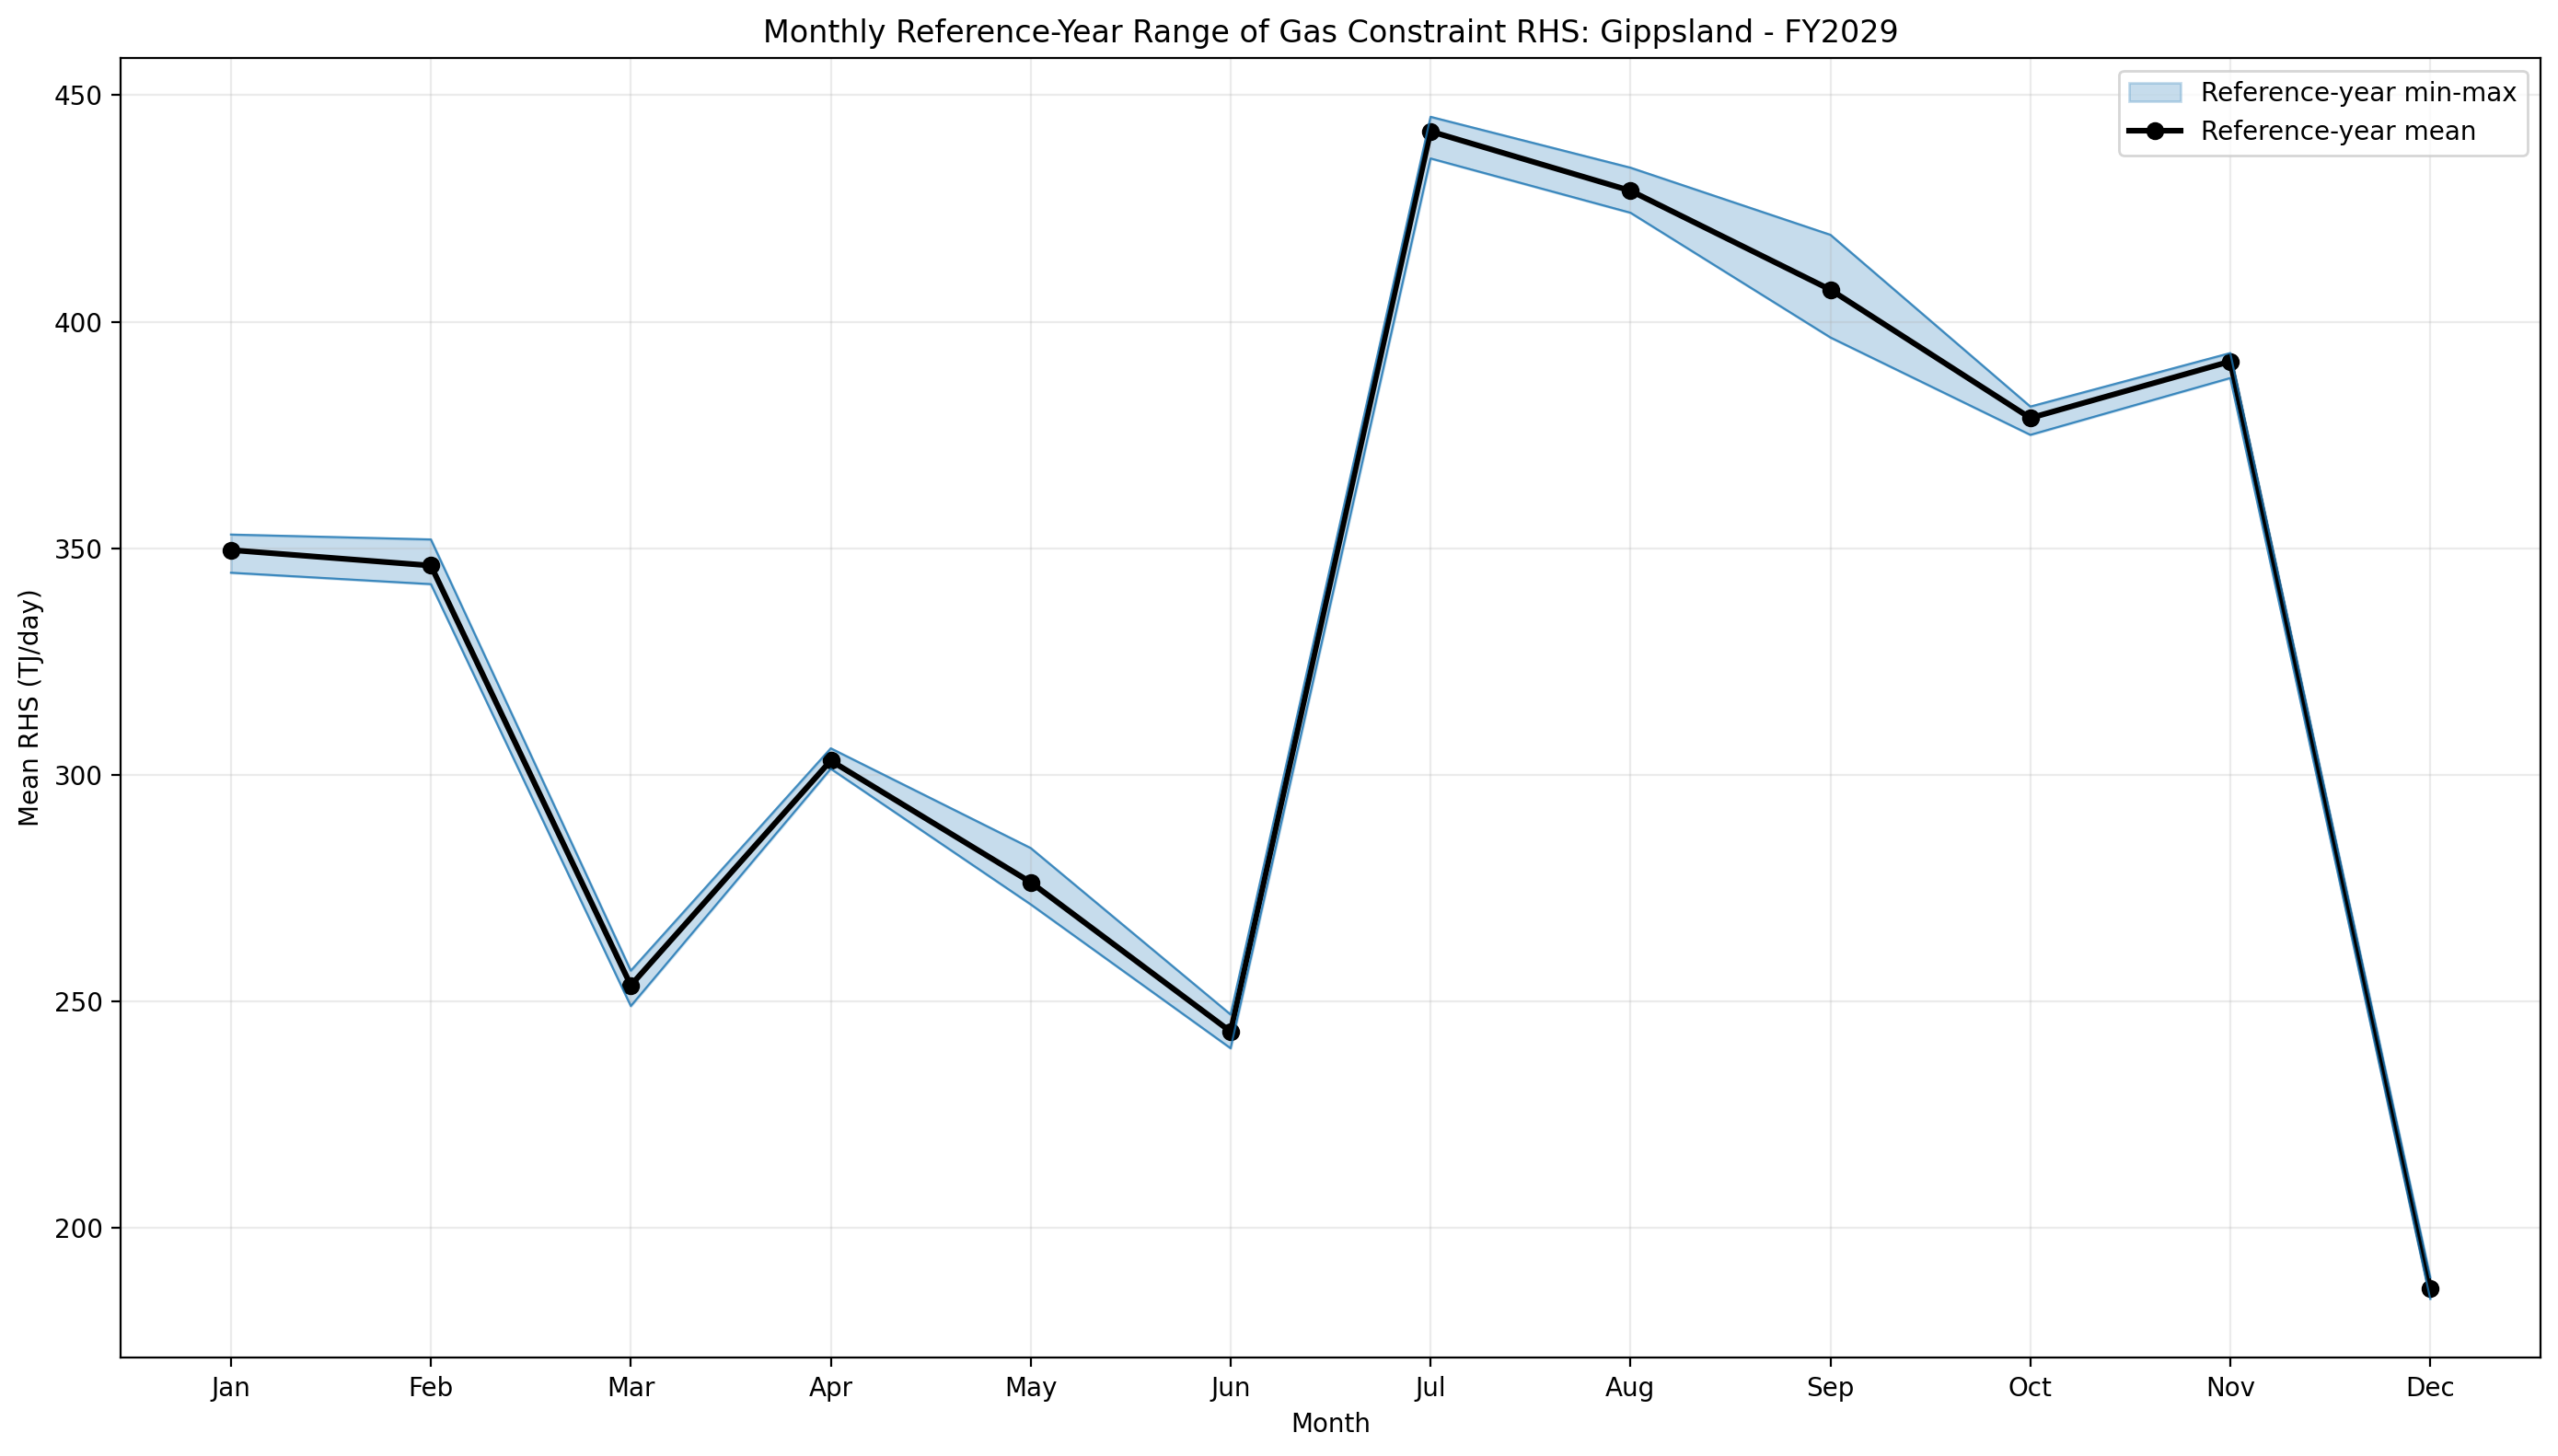 Monthly Reference-Year Range of Gas Constraint RHS: Gippsland - FY2029
Reference-year min-max
Reference-year mean
Mean RHS (TJ/day)
450
400
350
300
250
200
Jan Feb Mar Apr May Jun Jul Aug Sep Oct Nov Dec
Month